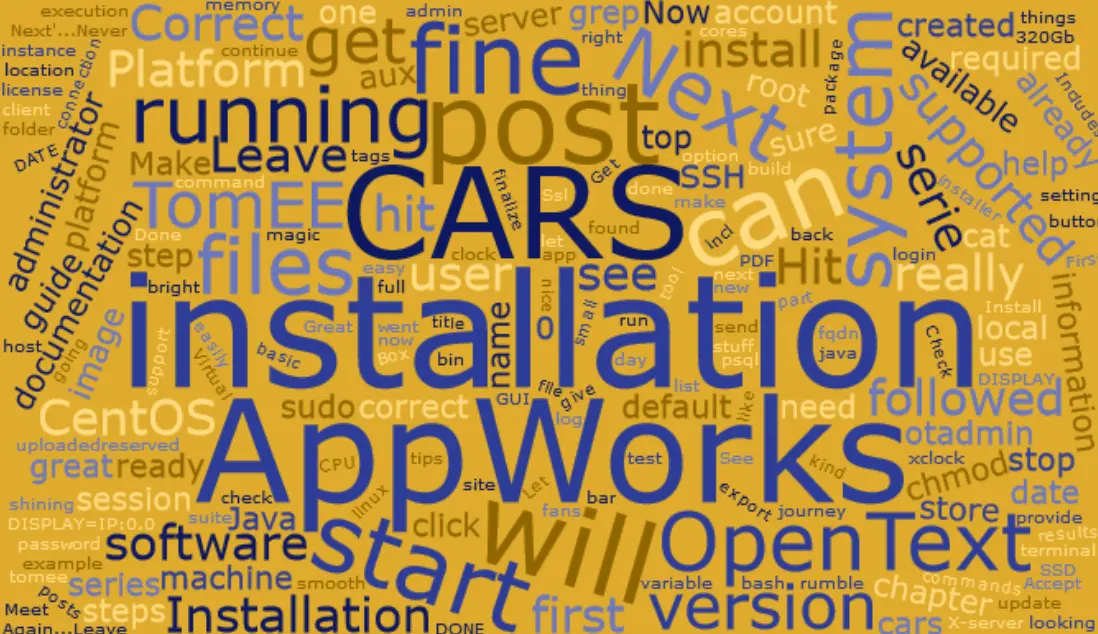 execution
memory
Next'...Never
Correct
one
admin
server
grep
Now
account
created
things
320Gb
instance
continue
get
fine
right
cores
install
location
Platform
aux
Next
system
available
required
license
connection
thing
root
package
already
Includes
client
folder
running
post
top
sure
supported
DATE
administrator
Make
Leave
tags
CARS
Get
option
SSH
build
serie
help
guide
platform
command
finalize
Ssl
done
make
installer
setting
documentation
TomEE
hit
can
cat
button
Done
magic
let
found
Incl
back
step
files
easy
clock
app
see
tool
PDF
Hit
login
First
bright
full
user
next
new
part
really
information
installation
image
host
going
support
easily
Virtual
Great
went
now
Box
title
bin
name
nice
0
small
run
day
send
stuff
psql
fqdn
java
Check
Install
local
use
basic
file
give
list
DISPLAY
CentOS
sudo
correct
GUI
log
default
like
need
followed
AppWorks
uploadedreserved
otadmin
great
ready
CPU
tips
test
See
kind
xclock
chmod
stop
shining
session
check
linux
site
Let
bar
export
date
DISPLAY=IP:0.0
suite
Java
click
Will
fans
journey
store
provide
password
software
start
OpenText
results
terminal
example
SSD
tomee
series
machine
smooth
variable
bash
rumble
chapter
commands
Accept
posts
Meet
steps
Installation
first
version
update
Again...Leave
DONE
cars
X-server
looking